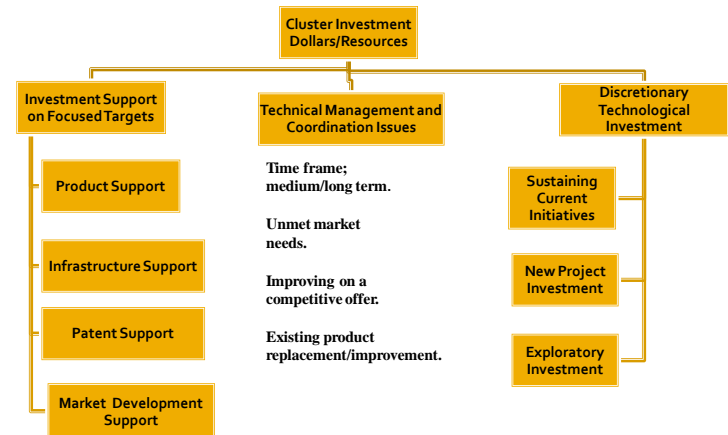 Cluster Investment
Dollars/Resources
Investment Support
on Focused Targets
Technical Management and
Coordination Issues
Discretionary
Technological
Investment
Product Support
Infrastructure Support
Patent Support
Market Development
Support
Time frame;
medium/long term.
Unmet market
needs.
Improving on a
competitive offer.
Existing product
replacement/improvement.
Sustaining
Current
Initiatives
New Project
Investment
Exploratory
Investment